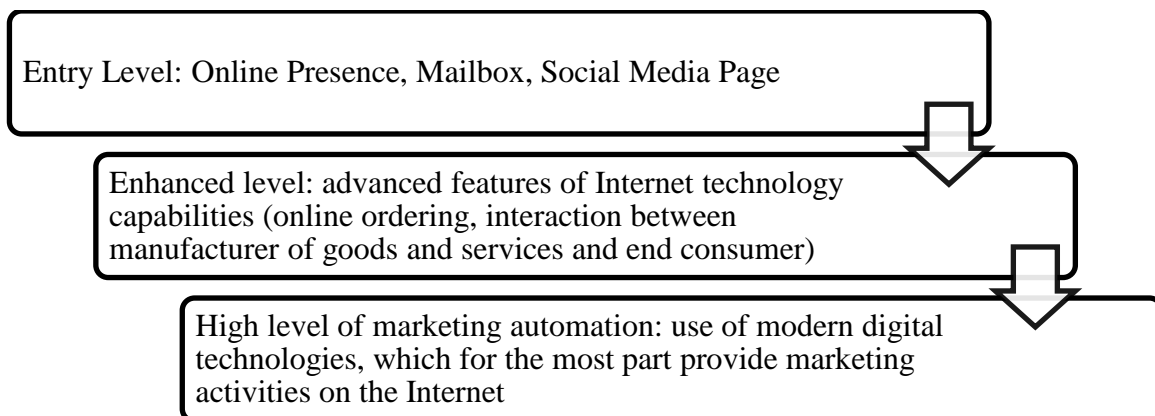 Entry Level: Online Presence, Mailbox, Social Media Page
Enhanced level: advanced features of Internet technology
capabilities (online ordering, interaction between
manufacturer of goods and services and end consumer)
High level of marketing automation: use of modern digital
technologies, which for the most part provide marketing
activities on the Internet